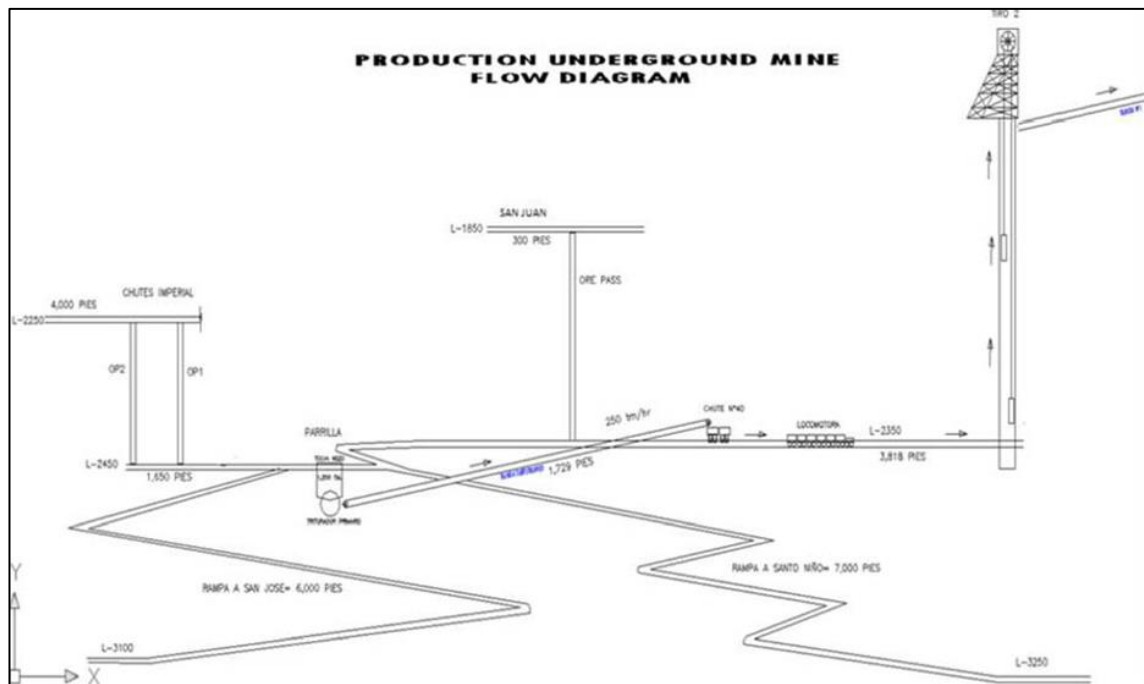 TIRO 2
PRODUCTION UNDERGROUND MINE
FLOW DIAGRAM
SAN JUAN
L-1850
300 PIES
ORE PASS
CHUTES IMPERIAL
4,000 PIES
L-2250
OP2
OP1
PARRILLA
250 tm/hr
CHUTE Nº40
LOCOMOTORA
L-2350
3,818 PIES
L-2450
1,650 PIES
1,729 PIES
RAMPA A SAN JOSE= 6,000 PIES
RAMPA A SANTO NIÑO= 7,000 PIES
Y
X
L-3100
L-3250